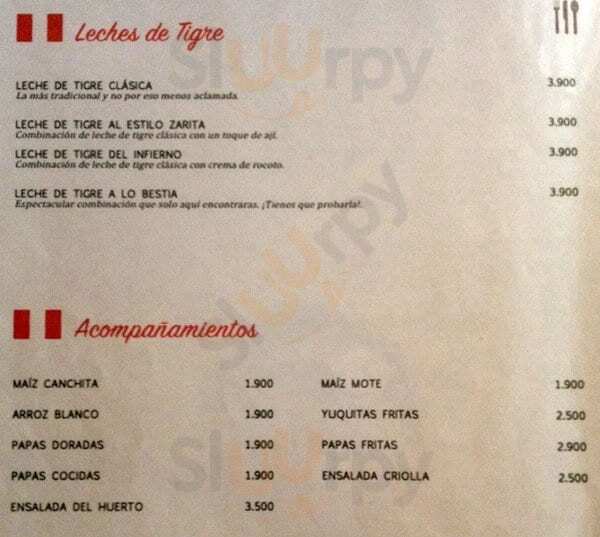 Leches de Tigre
LECHE DE TIGRE CLÁSICA 3.900
La más tradicional y no por eso menos aclamada.
LECHE DE TIGRE AL ESTILO ZARITA 3.900
Combinación de leche de tigre clásica con un toque de ají.
LECHE DE TIGRE DEL INFIERNO 3.900
Combinación de leche de tigre clásica con crema de rocoto.
LECHE DE TIGRE A LO BESTIA 3.900
Espectacular combinación que solo aquí encontraras. ¡Tienes que probarla!.
Acompañamientos
MAÍZ CANCHITA 1.900 MAÍZ MOTE 1.900
ARROZ BLANCO 1.900 YUQUITAS FRITAS 2.500
PAPAS DORADAS 1.900 PAPAS FRITAS 2.900
PAPAS COCIDAS 1.900 ENSALADA CRIOLLA 2.500
ENSALADA DEL HUERTO 3.500
Sluurpy
Sluurpy
Sluurpy